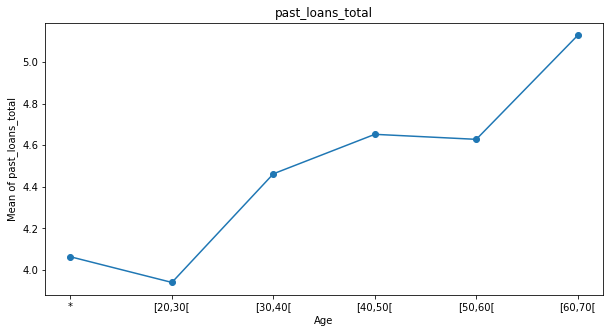 past_loans_total
Mean of past_loans_total
5.0
4.8
4.6
4.4
4.2
4.0
* [20,30[ [30,40[ [40,50[ [50,60[ [60,70[
Age